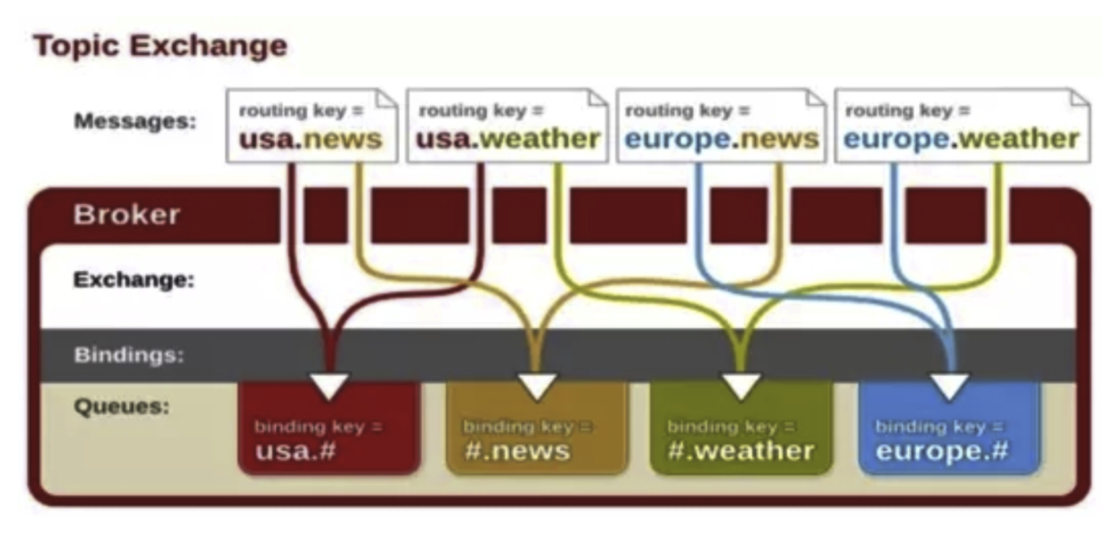 Topic Exchange
Messages:
routing key =
usa.news
routing key =
usa.weather
routing key =
europe.news
routing key =
europe.weather
Broker
Exchange:
Bindings:
Queues:
binding key =
usa.#
binding key =
#.news
binding key =
#.weather
binding key =
europe.#